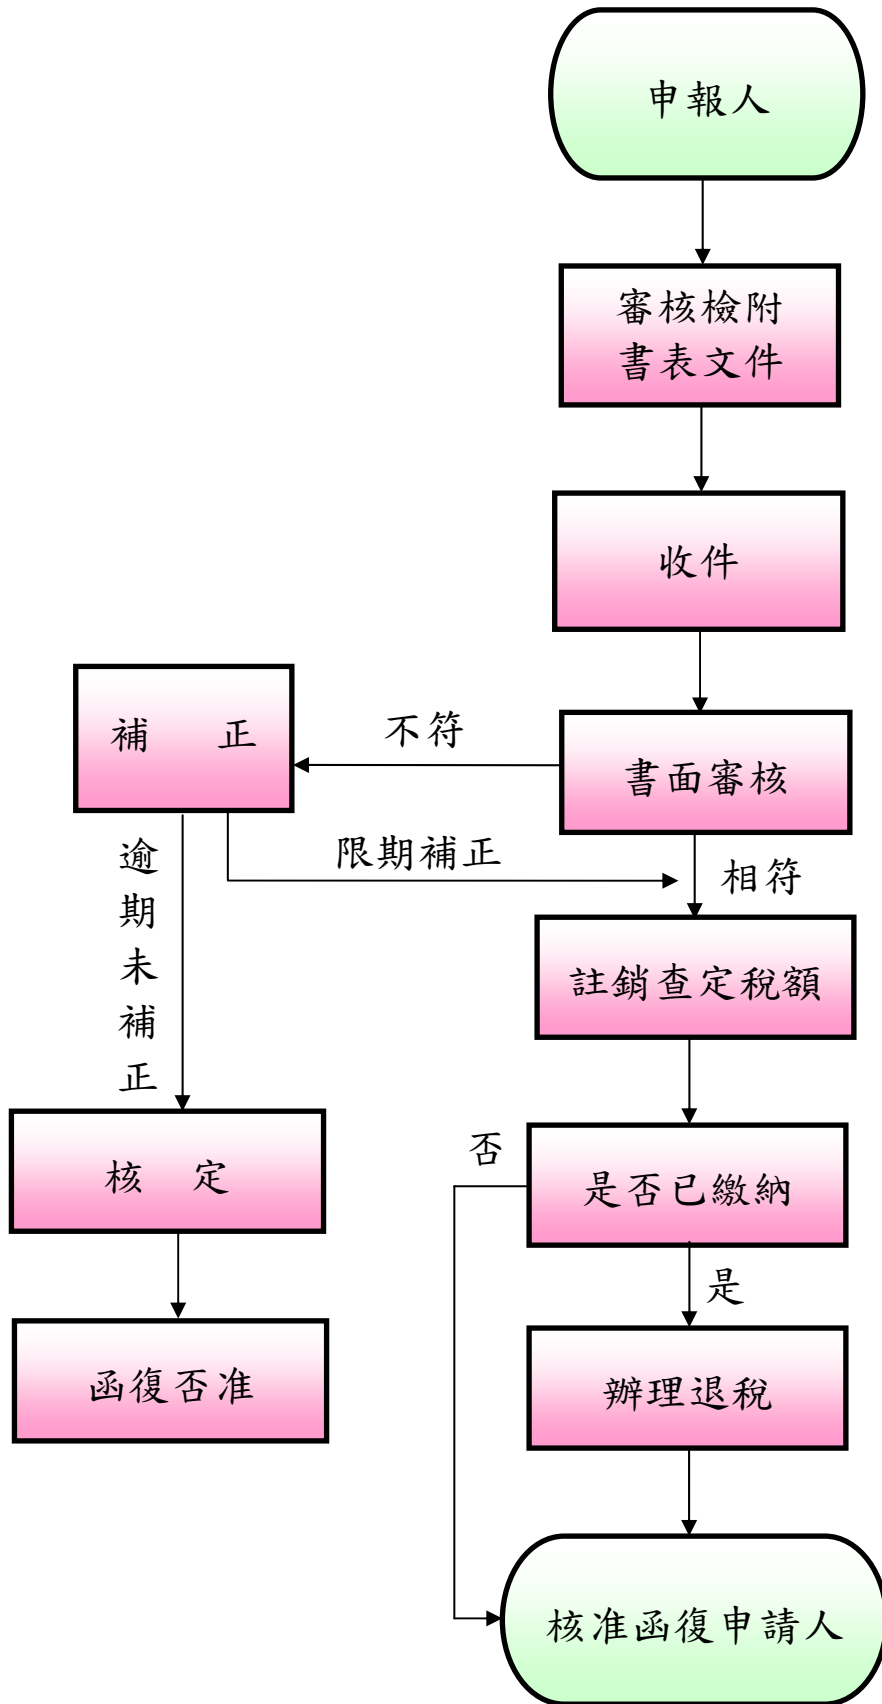 申報人
審核檢附
書表文件
收件
書面審核
不符
補　正
限期補正
相符
逾期未補正
註銷查定稅額
核　定
函復否准
是否已繳納
否
是
辦理退稅
核准函復申請人